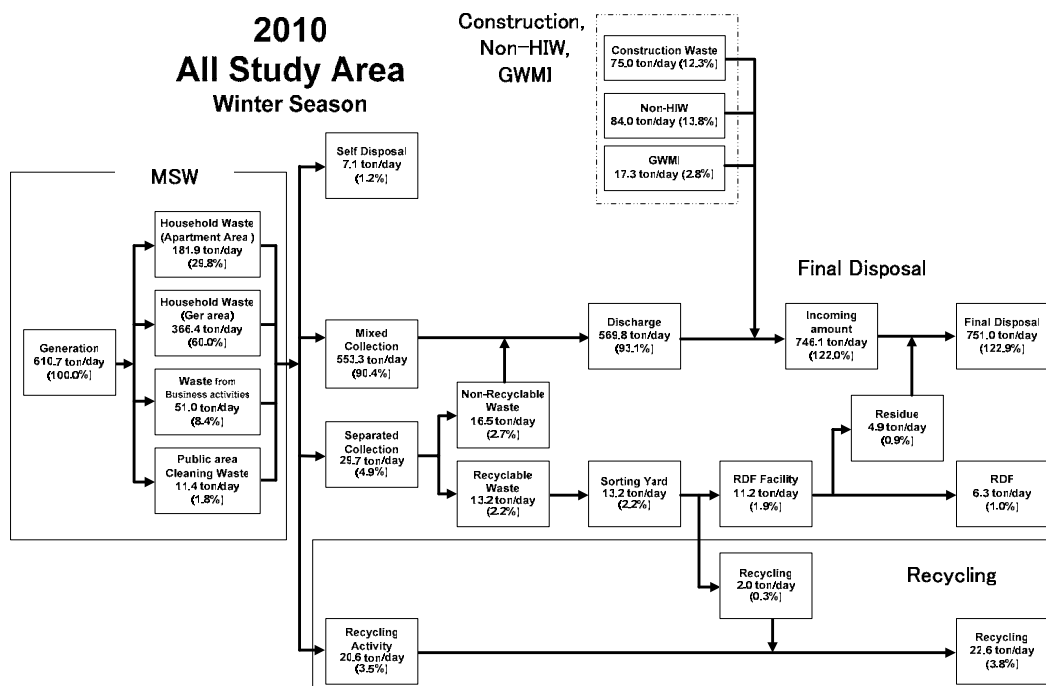 2010
All Study Area
Winter Season
Construction,
Non-HIW,
GWMI
Construction Waste
75.0 ton/day (12.3%)
Non-HIW
84.0 ton/day (13.8%)
GWMI
17.3 ton/day (2.8%)
MSW
Self Disposal
7.1 ton/day
(1.2%)
Household Waste
(Apartment Area )
181.9 ton/day
(29.8%)
Household Waste
(Ger area)
366.4 ton/day
(60.0%)
Generation
610.7 ton/day
(100.0%)
Waste from
Business activities
51.0 ton/day
(8.4%)
Public area
Cleaning Waste
11.4 ton/day
(1.8%)
Mixed
Collection
553.3 ton/day
(90.4%)
Separated
Collection
29.7 ton/day
(4.9%)
Non-Recyclable
Waste
16.5 ton/day
(2.7%)
Recyclable
Waste
13.2 ton/day
(2.2%)
Discharge
569.8 ton/day
(93.1%)
Sorting Yard
13.2 ton/day
(2.2%)
Final Disposal
Incoming
amount
746.1 ton/day
(122.0%)
Final Disposal
751.0 ton/day
(122.9%)
Residue
4.9 ton/day
(0.9%)
RDF Facility
11.2 ton/day
(1.9%)
RDF
6.3 ton/day
(1.0%)
Recycling
Recycling
2.0 ton/day
(0.3%)
Recycling
Activity
20.6 ton/day
(3.5%)
Recycling
22.6 ton/day
(3.8%)